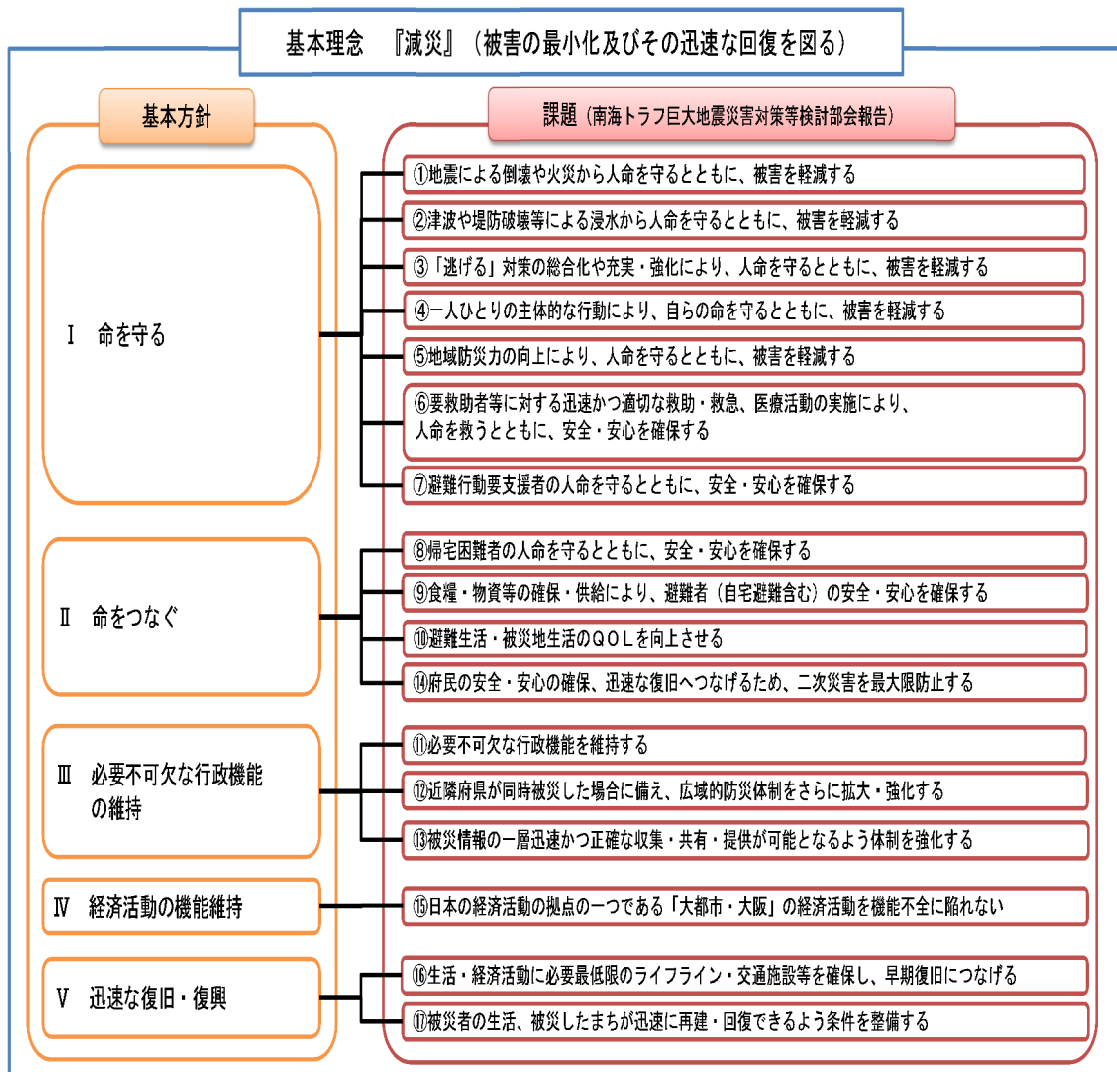 基本理念 『減災』（被害の最小化及びその迅速な回復を図る）
基本方針
課題（南海トラフ巨大地震災害対策等検討部会報告）
Ⅰ 命を守る
①地震による倒壊や火災から人命を守るとともに、被害を軽減する
②津波や堤防破壊等による浸水から人命を守るとともに、被害を軽減する
③「逃げる」対策の総合化や充実・強化により、人命を守るとともに、被害を軽減する
④一人ひとりの主体的な行動により、自らの命を守るとともに、被害を軽減する
⑤地域防災力の向上により、人命を守るとともに、被害を軽減する
⑥要救助者等に対する迅速かつ適切な救助・救急、医療活動の実施により、
人命を救うとともに、安全・安心を確保する
⑦避難行動要支援者の人命を守るとともに、安全・安心を確保する
Ⅱ 命をつなぐ
⑧帰宅困難者の人命を守るとともに、安全・安心を確保する
⑨食糧・物資等の確保・供給により、避難者（自宅避難含む）の安全・安心を確保する
⑩避難生活・被災地生活のQOLを向上させる
⑭府民の安全・安心の確保、迅速な復旧へつなげるため、二次災害を最大限防止する
Ⅲ 必要不可欠な行政機能
の維持
⑪必要不可欠な行政機能を維持する
⑫近隣府県が同時被災した場合に備え、広域的防災体制をさらに拡大・強化する
⑬被災情報の一層迅速かつ正確な収集・共有・提供が可能となるよう体制を強化する
Ⅳ 経済活動の機能維持
⑮日本の経済活動の拠点の一つである「大都市・大阪」の経済活動を機能不全に陥れない
Ⅴ 迅速な復旧・復興
⑯生活・経済活動に必要最低限のライフライン・交通施設等を確保し、早期復旧につなげる
⑰被災者の生活、被災したまちが迅速に再建・回復できるよう条件を整備する